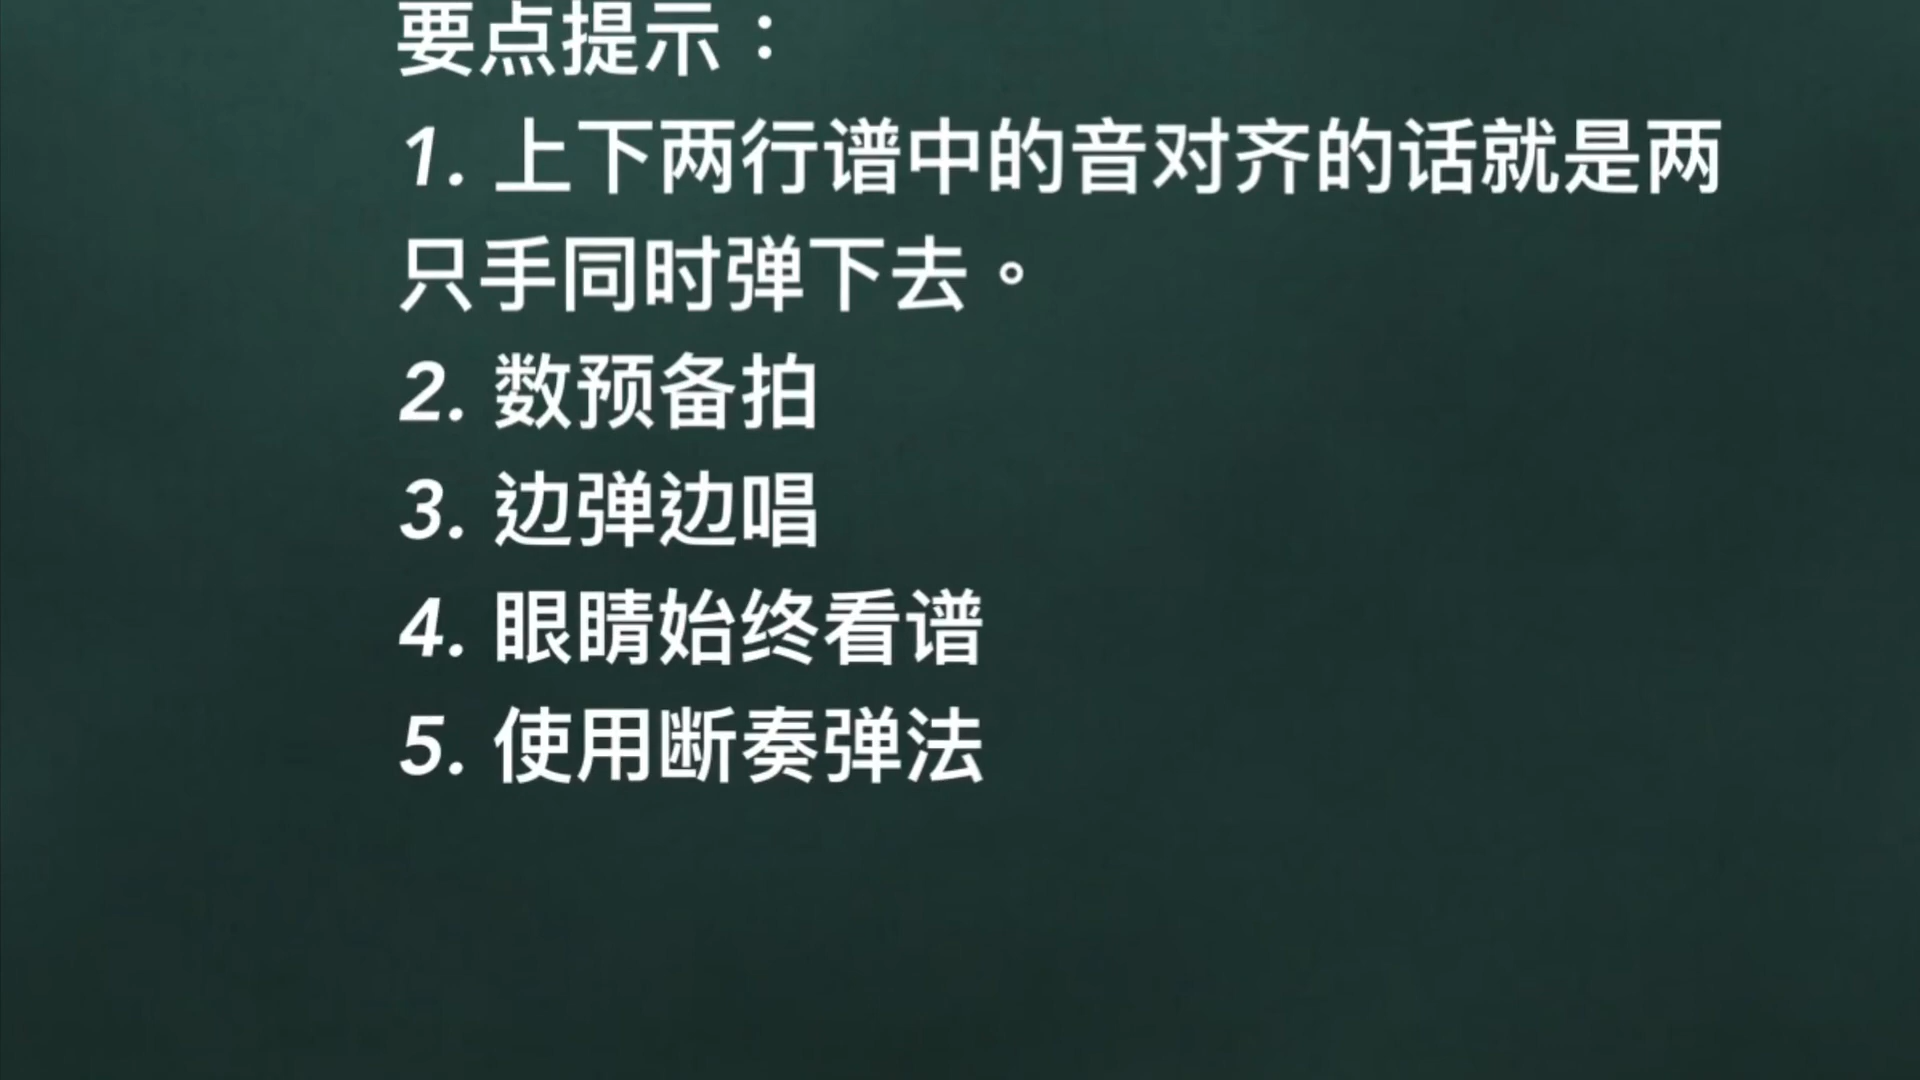 要点提示：
1. 上下两行谱中的音对齐的话就是两
只手同时弹下去。
2. 数预备拍
3. 边弹边唱
4. 眼睛始终看谱
5. 使用断奏弹法